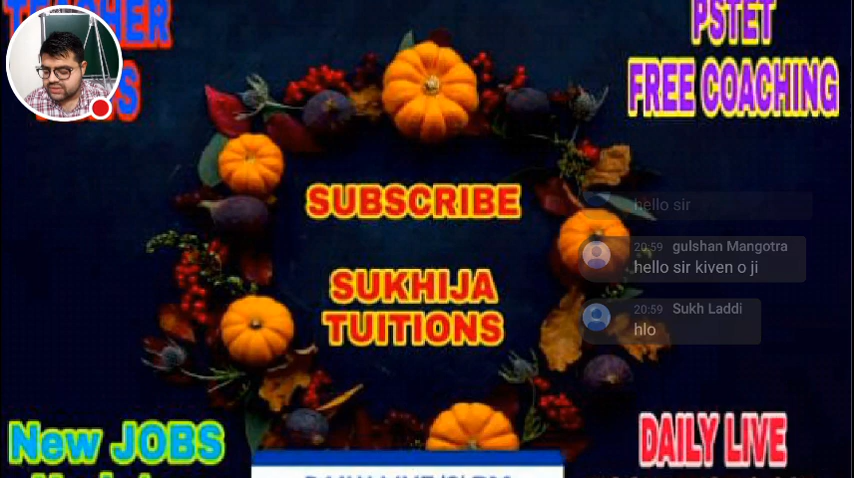 TEACHER
PSTET
FREE COACHING
SUBSCRIBE
hello sir
20:59 gulshan Mangotra
hello sir kiven o ji
SUKHIJA
TUITIONS
20:59 Sukh Laddi
hlo
New JOBS
DAILY LIVE